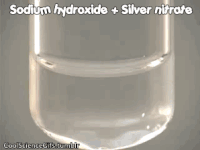 Sodium hydroxide + Silver nitrate
CoolScienceGifs.tumblr